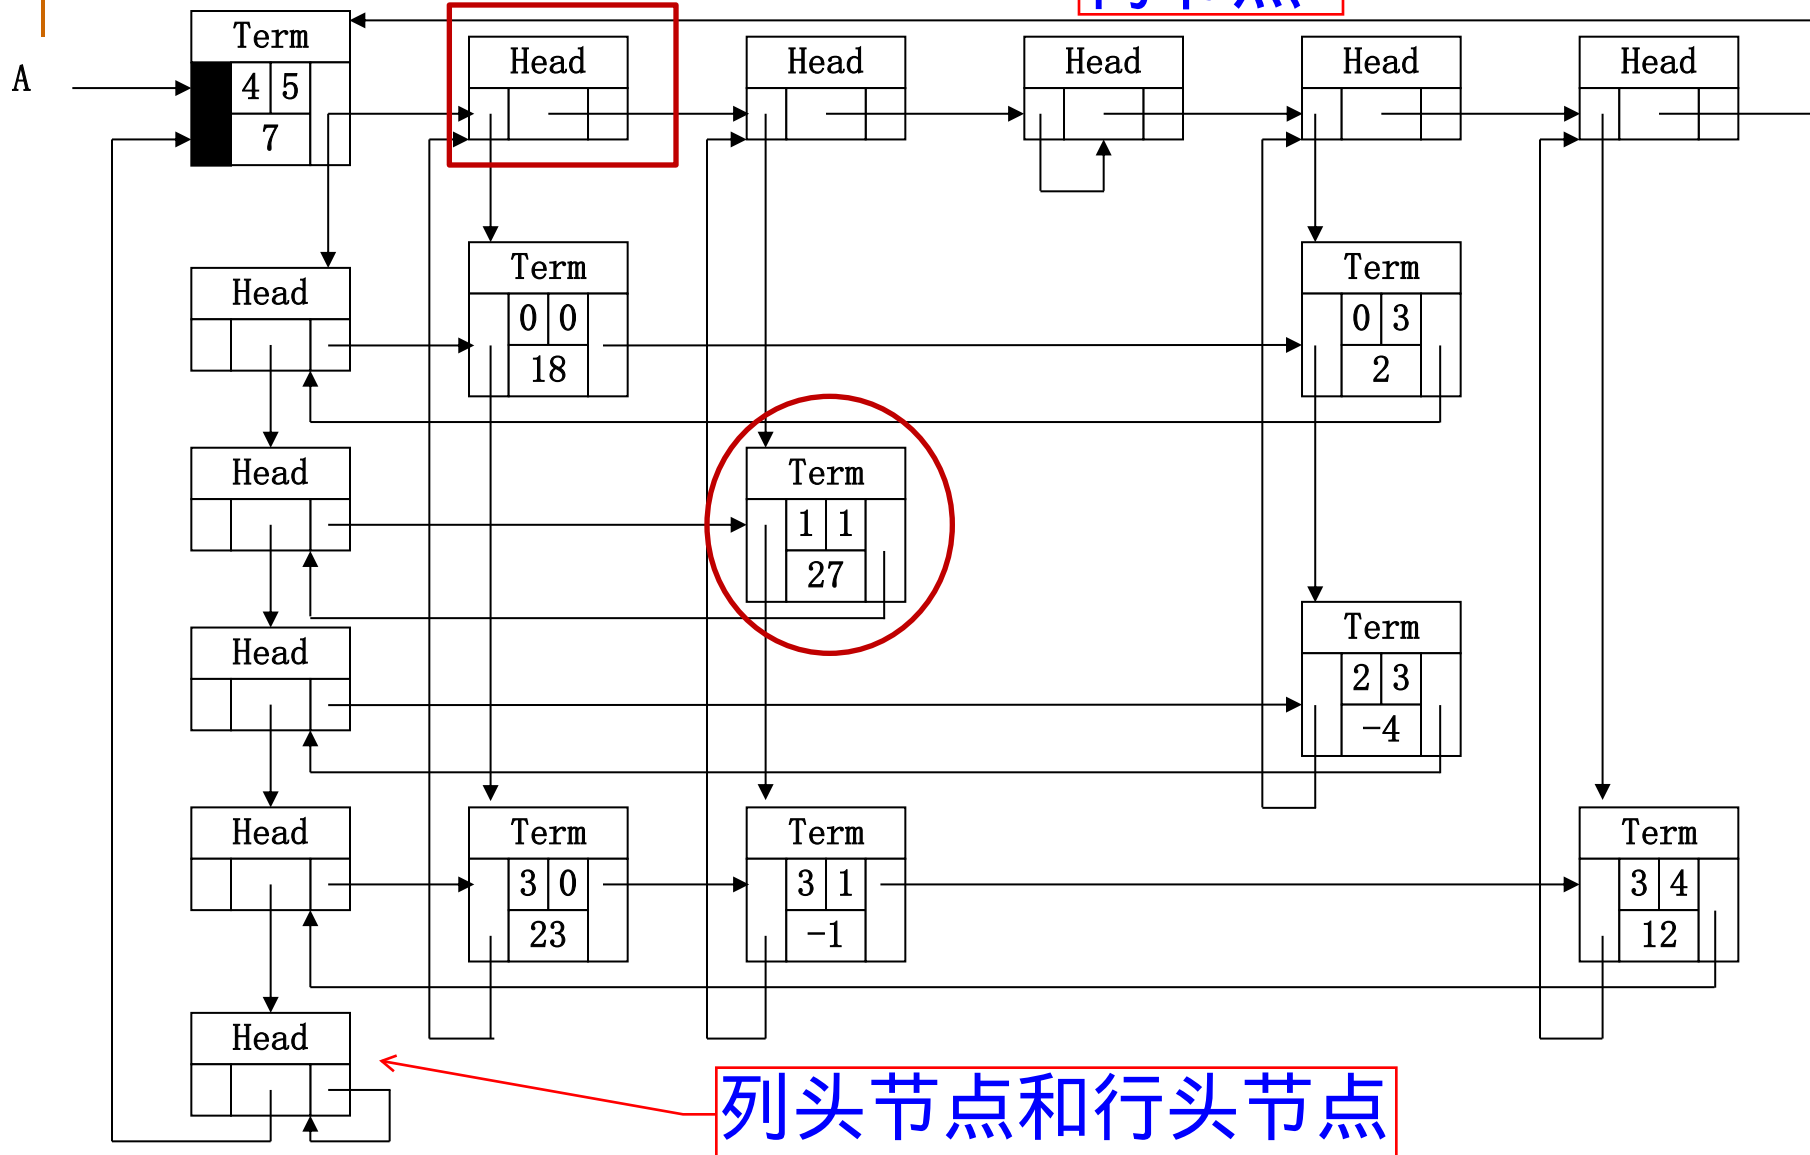 Term
Head
Head
Head
Head
Head
A
4 5
7
Term
Term
Head
0 0
0 3
18
2
Head
Term
1 1
27
Head
Term
2 3
-4
Head
Term
Term
Term
3 0
3 1
3 4
23
-1
12
Head
列头节点和行头节点